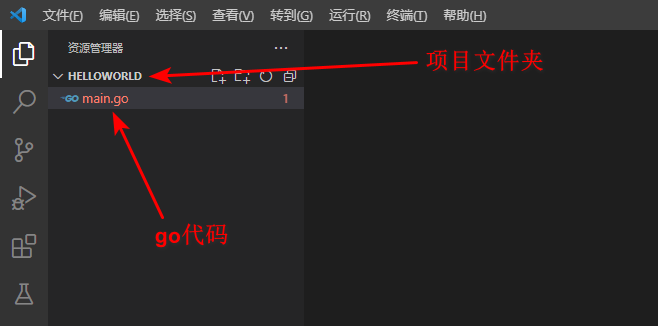 文件(F) 编辑(E) 选择(S) 查看(V) 转到(G) 运行(R) 终端(T) 帮助(H)
资源管理器 ...
HELLOWORLD
项目文件夹
GO main.go 1
go代码